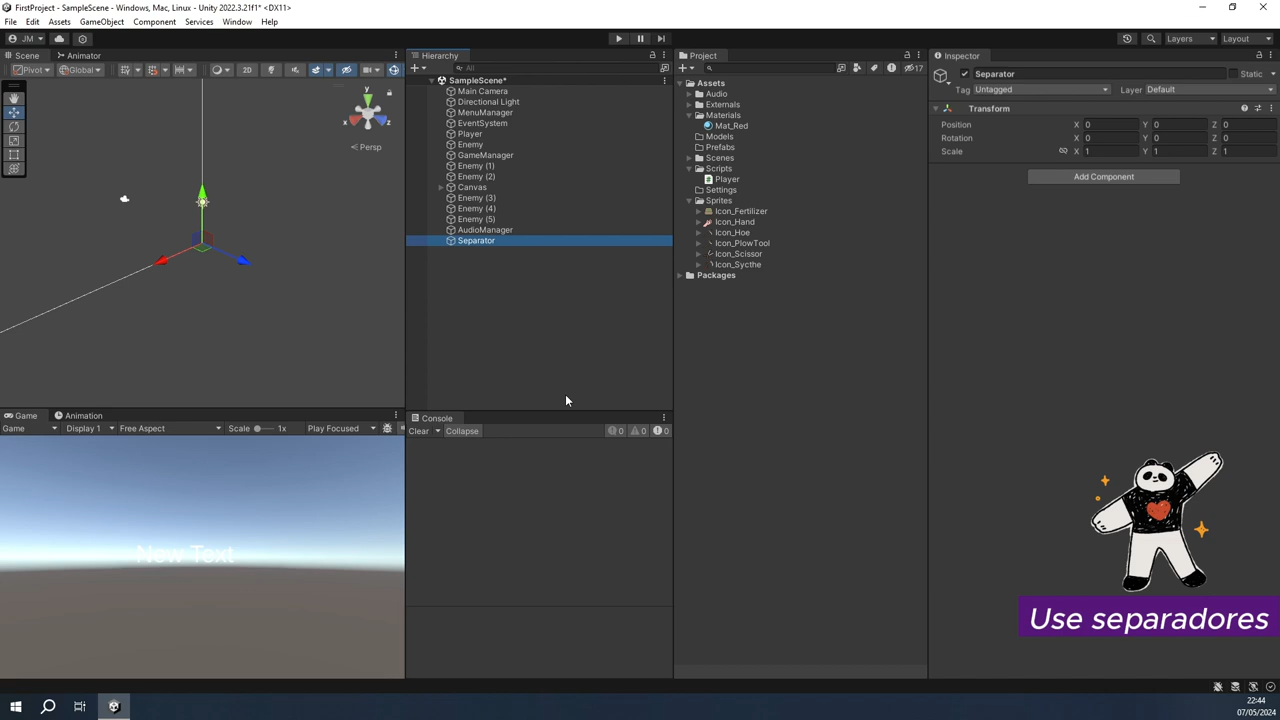 FirstProject - SampleScene - Windows, Mac, Linux - Unity 2022.3.21f1* <DX11>
File Edit Assets GameObject Component Services Window Help
JM Layers Layout
Scene Animator
Pivot Global 2D
y
x z
Persp
Hierarchy
All
SampleScene*
Main Camera
Directional Light
MenuManager
EventSystem
Player
Enemy
GameManager
Enemy (1)
Enemy (2)
Canvas
Enemy (3)
Enemy (4)
Enemy (5)
AudioManager
Separator
Project
17
Assets
Audio
Externals
Materials
Mat_Red
Models
Prefabs
Scenes
Scripts
Player
Settings
Sprites
Icon_Fertilizer
Icon_Hand
Icon_Hoe
Icon_PlowTool
Icon_Scissor
Icon_Sycthe
Packages
Inspector
Separator Static
Tag Untagged Layer Default
Transform
Position X 0 Y 0 Z 0
Rotation X 0 Y 0 Z 0
Scale X 1 Y 1 Z 1
Add Component
Game Animation
Game Display 1 Free Aspect Scale 1x Play Focused
New Text
Console
Clear Collapse 0 0 0
Use separadores
22:44
07/05/2024